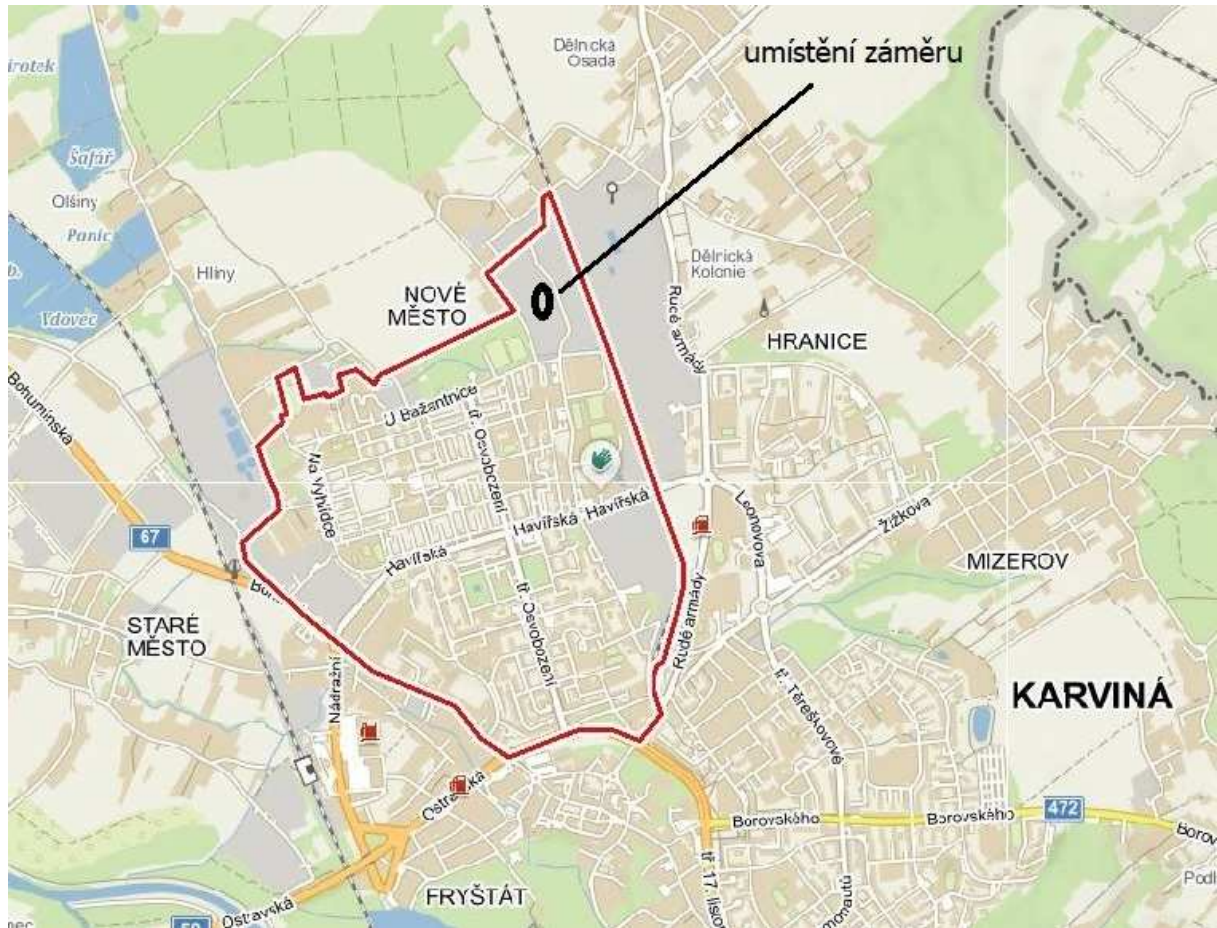 Dělnická
Osada
umístění záměru
Šafář
Olšiny
Panic
Hliny
Vdovec
NOVÉ
MĚSTO
Dělnická
Kolonie
Rudé armády
HRANICE
Bohumínská
U Bažantnice
tř. Osvobození
Na Vyhlídce
Havířská
Havířská
Havířská
Leonovova
Žižkova
67
MIZEROV
STARÉ
MĚSTO
tř. Osvobození
Rudé armády
Nádražní
tř. Těreškovové
KARVINÁ
Ostravská
Borovského
Borovského
472
FRYŠTÁT
Ostravská
59
tř. 17. listop